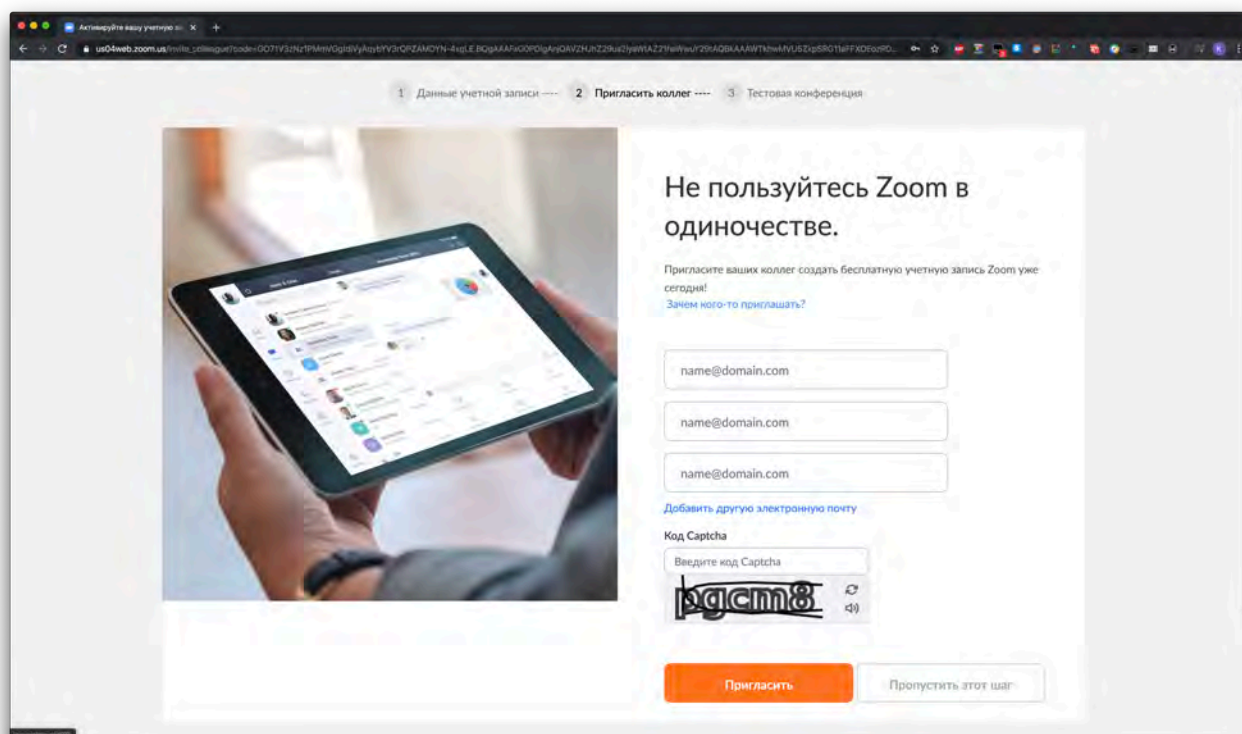 Активируйте вашу учетную за
us04web.zoom.us
1 Данные учетной записи ---- 2 Пригласить коллег ---- 3 Тестовая конференция
Не пользуйтесь Zoom в
одиночестве.
Пригласите ваших коллег создать бесплатную учетную запись Zoom уже
сегодня!
Зачем кого-то приглашать?
name@domain.com
name@domain.com
name@domain.com
Добавить другую электронную почту
Код Captcha
Введите код Captcha
pgcm8
Пригласить
Пропустить этот шаг